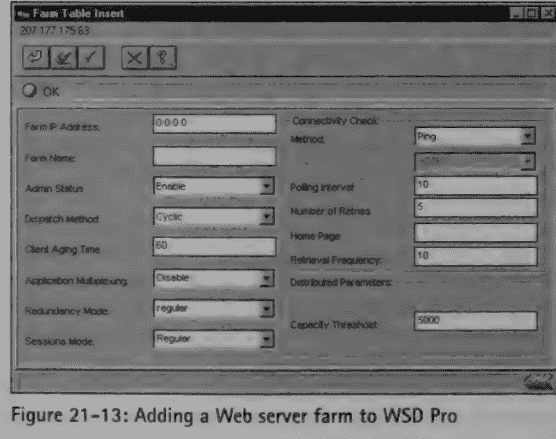 Farm Table Insert
207.177.175.63
OK
Farm IP Address: 0.0.0.0
Farm Name:
Admin Status Enable
Dispatch Method Cyclic
Client Aging Time 60
Application Multiplexing: Disable
Redundancy Mode: regular
Sessions Mode: Regular
Connectivity Check:
Method: Ping
Polling Interval 10
Number of Retries 5
Home Page
Retrieval Frequency: 10
Distributed Parameters:
Capacity Threshold: 5000
Figure 21-13: Adding a Web server farm to WSD Pro